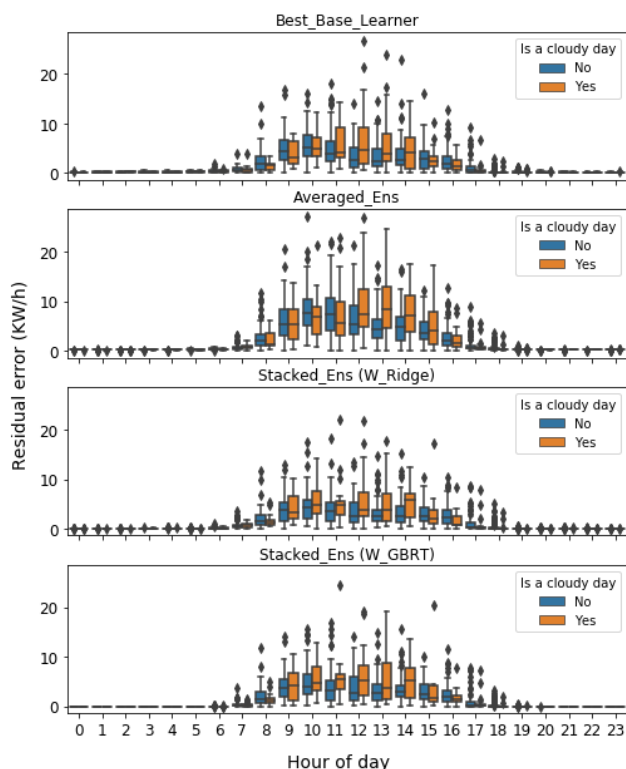 Best_Base_Learner
Is a cloudy day
No
Yes
20
10
0
Averaged_Ens
Is a cloudy day
No
Yes
20
10
0
Stacked_Ens (W_Ridge)
Is a cloudy day
No
Yes
20
10
0
Stacked_Ens (W_GBRT)
Is a cloudy day
No
Yes
20
10
0
Residual error (KW/h)
0 1 2 3 4 5 6 7 8 9 10 11 12 13 14 15 16 17 18 19 20 21 22 23
Hour of day